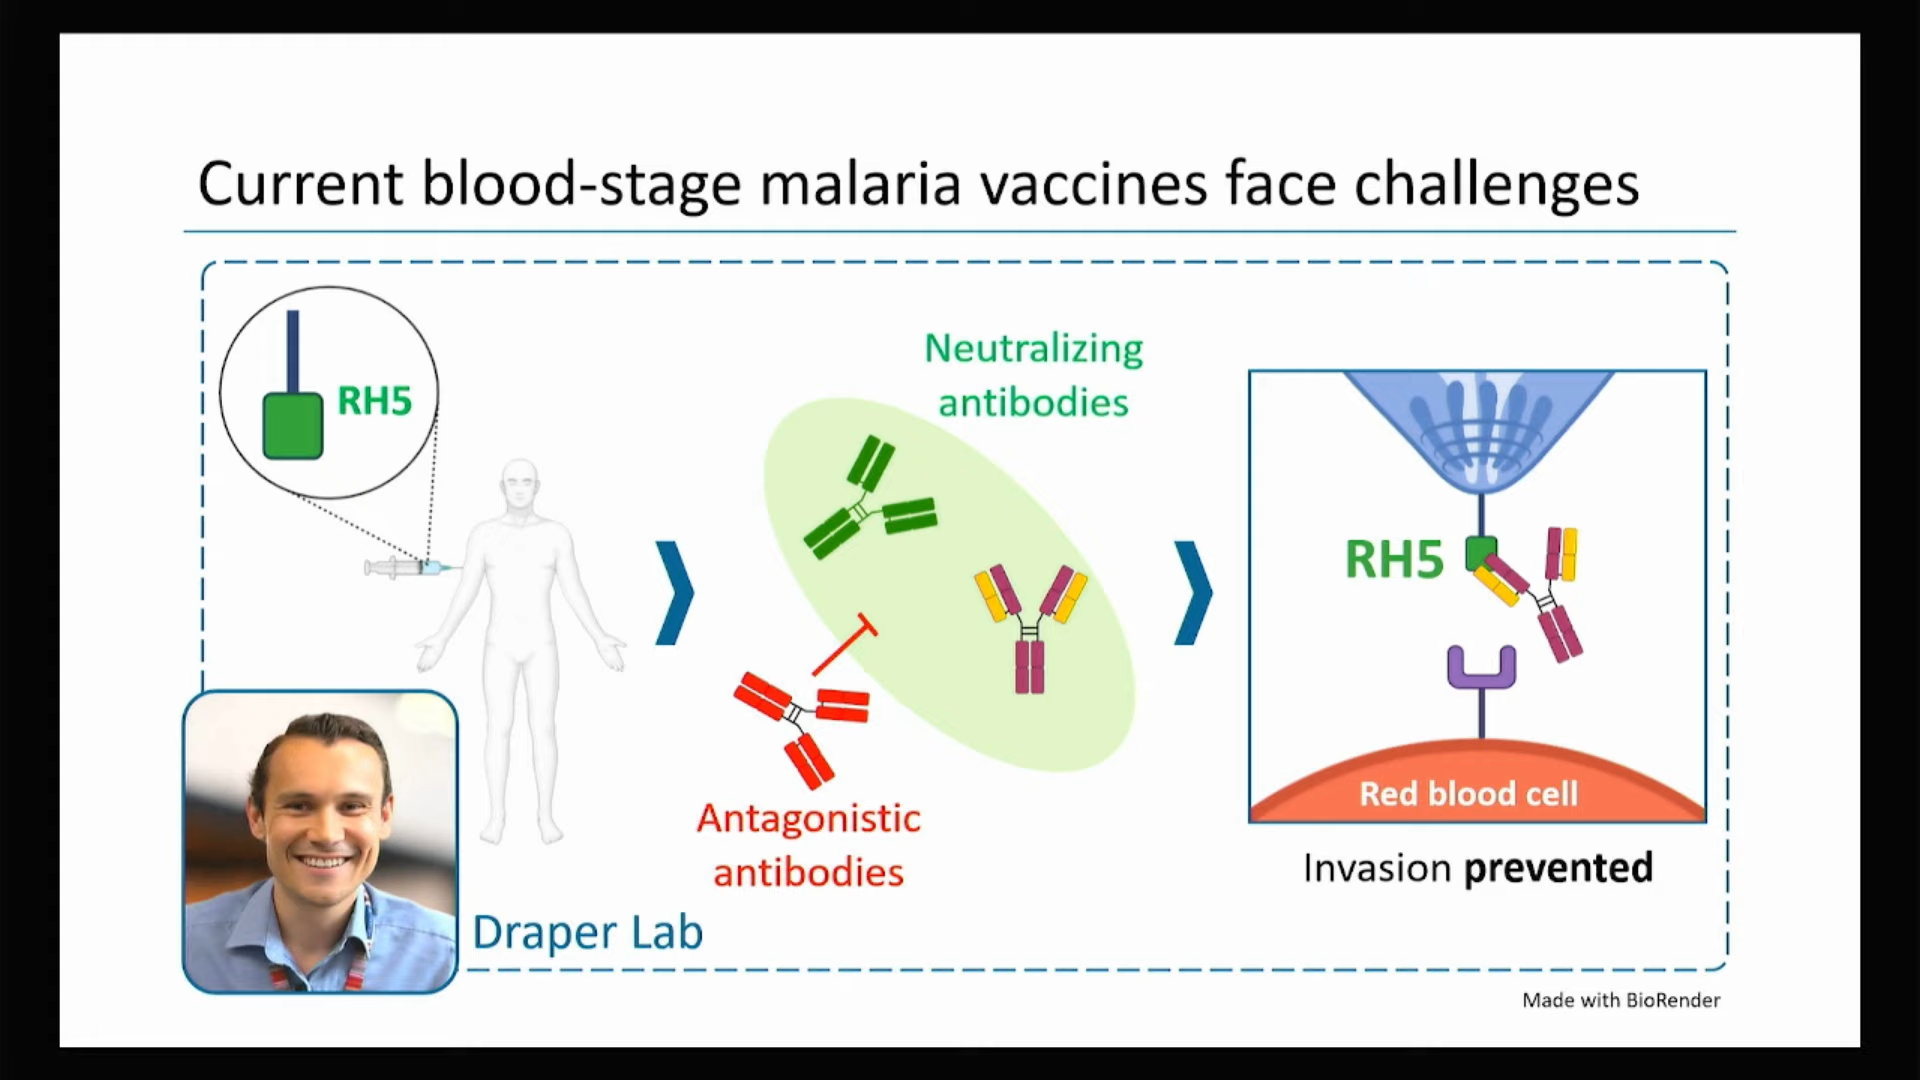 Current blood-stage malaria vaccines face challenges
RH5
Neutralizing
antibodies
RH5
Antagonistic
antibodies
Red blood cell
Invasion prevented
Draper Lab
Made with BioRender